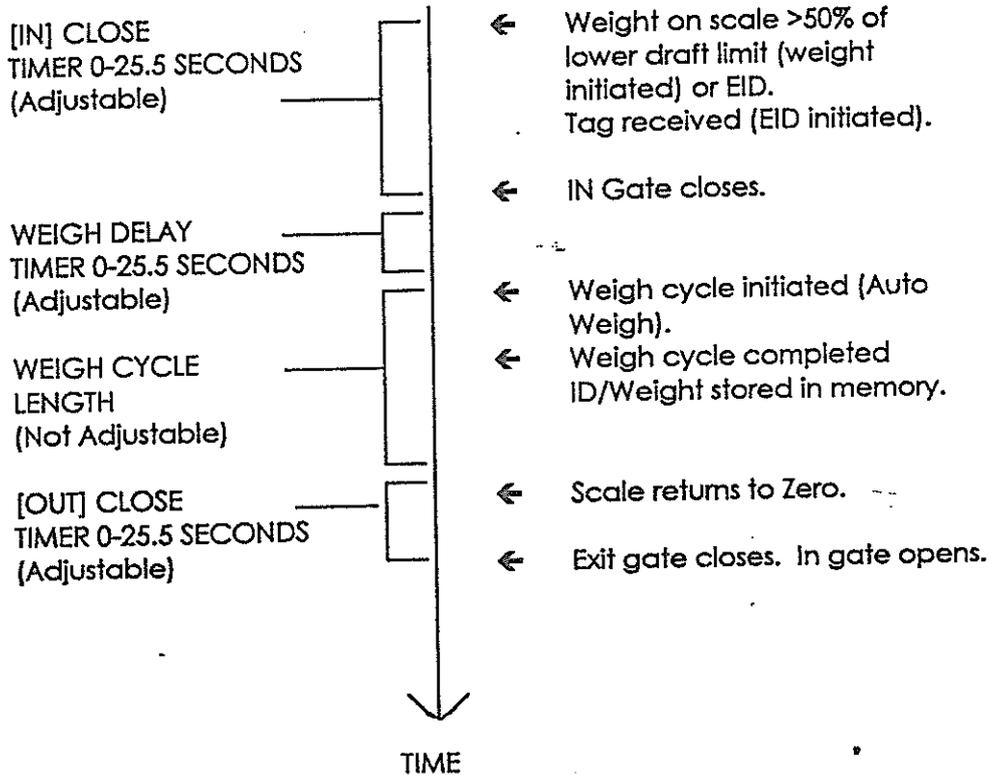 [IN] CLOSE
TIMER 0-25.5 SECONDS
(Adjustable)
Weight on scale >50% of
lower draft limit (weight
initiated) or EID.
Tag received (EID initiated).
IN Gate closes.
WEIGH DELAY
TIMER 0-25.5 SECONDS
(Adjustable)
Weigh cycle initiated (Auto
Weigh).
WEIGH CYCLE
LENGTH
(Not Adjustable)
Weigh cycle completed
ID/Weight stored in memory.
[OUT] CLOSE
TIMER 0-25.5 SECONDS
(Adjustable)
Scale returns to Zero.
Exit gate closes. In gate opens.
TIME